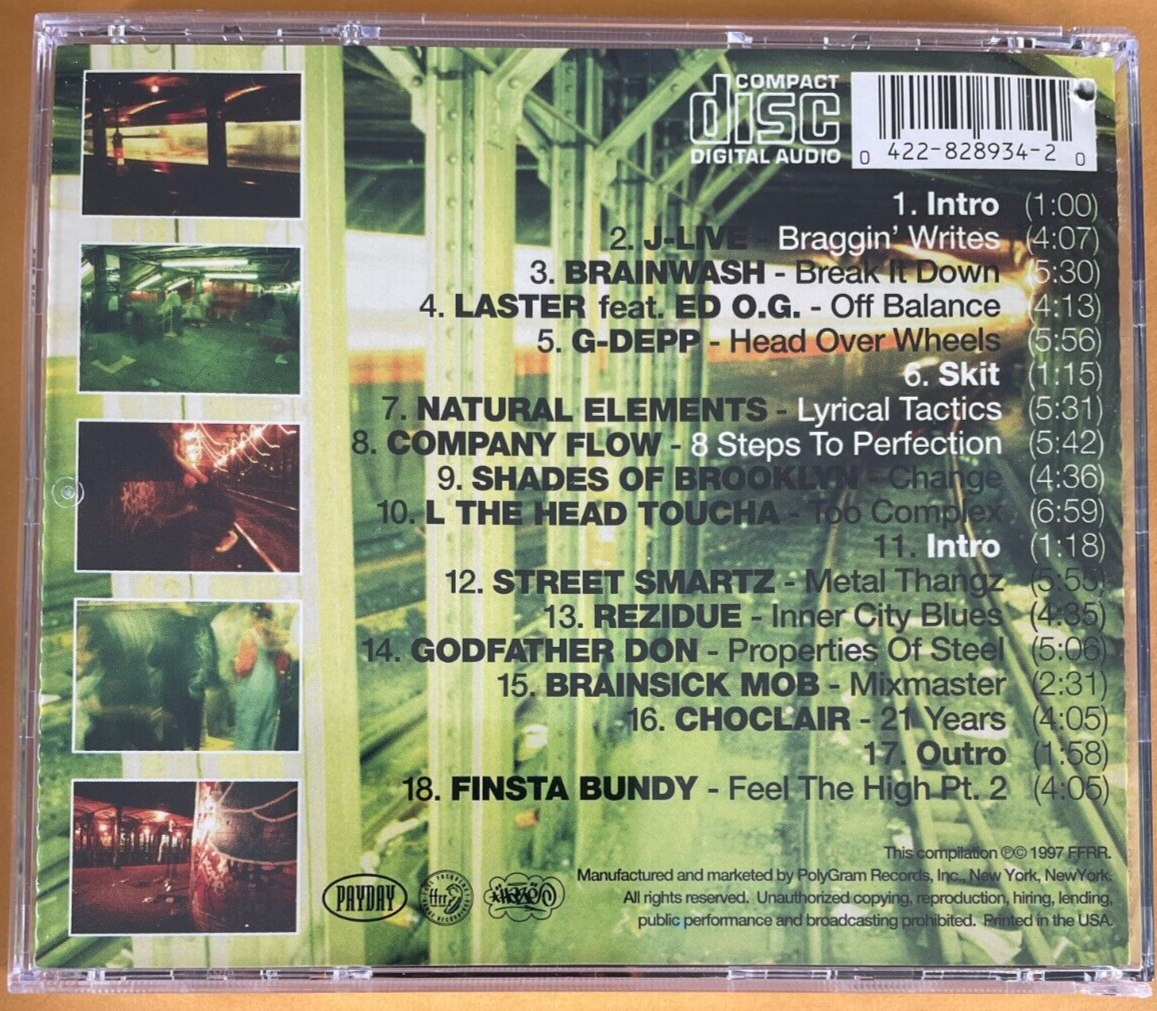 COMPACT
disc
DIGITAL AUDIO
0 422-828934-2 0
1. Intro (1:00)
2. J-LIVE - Braggin' Writes (4:07)
3. BRAINWASH - Break It Down (5:30)
4. LASTER feat. ED O.G. - Off Balance (4:13)
5. G-DEPP - Head Over Wheels (5:56)
6. Skit (1:15)
7. NATURAL ELEMENTS - Lyrical Tactics (5:31)
8. COMPANY FLOW - 8 Steps To Perfection (5:42)
9. SHADES OF BROOKLYN - Change (4:36)
10. L THE HEAD TOUCHA - Too Complex (6:59)
11. Intro (1:18)
12. STREET SMARTZ - Metal Thangz (5:55)
13. REZIDUE - Inner City Blues (4:35)
14. GODFATHER DON - Properties Of Steel (5:06)
15. BRAINSICK MOB - Mixmaster (2:31)
16. CHOCLAIR - 21 Years (4:05)
17. Outro (1:58)
18. FINSTA BUNDY - Feel The High Pt. 2 (4:05)
This compilation ℗© 1997 FFRR.
Manufactured and marketed by PolyGram Records, Inc., New York, NewYork.
All rights reserved. Unauthorized copying, reproduction, hiring, lending,
public performance and broadcasting prohibited. Printed in the USA.
PAYDAY
ffrr